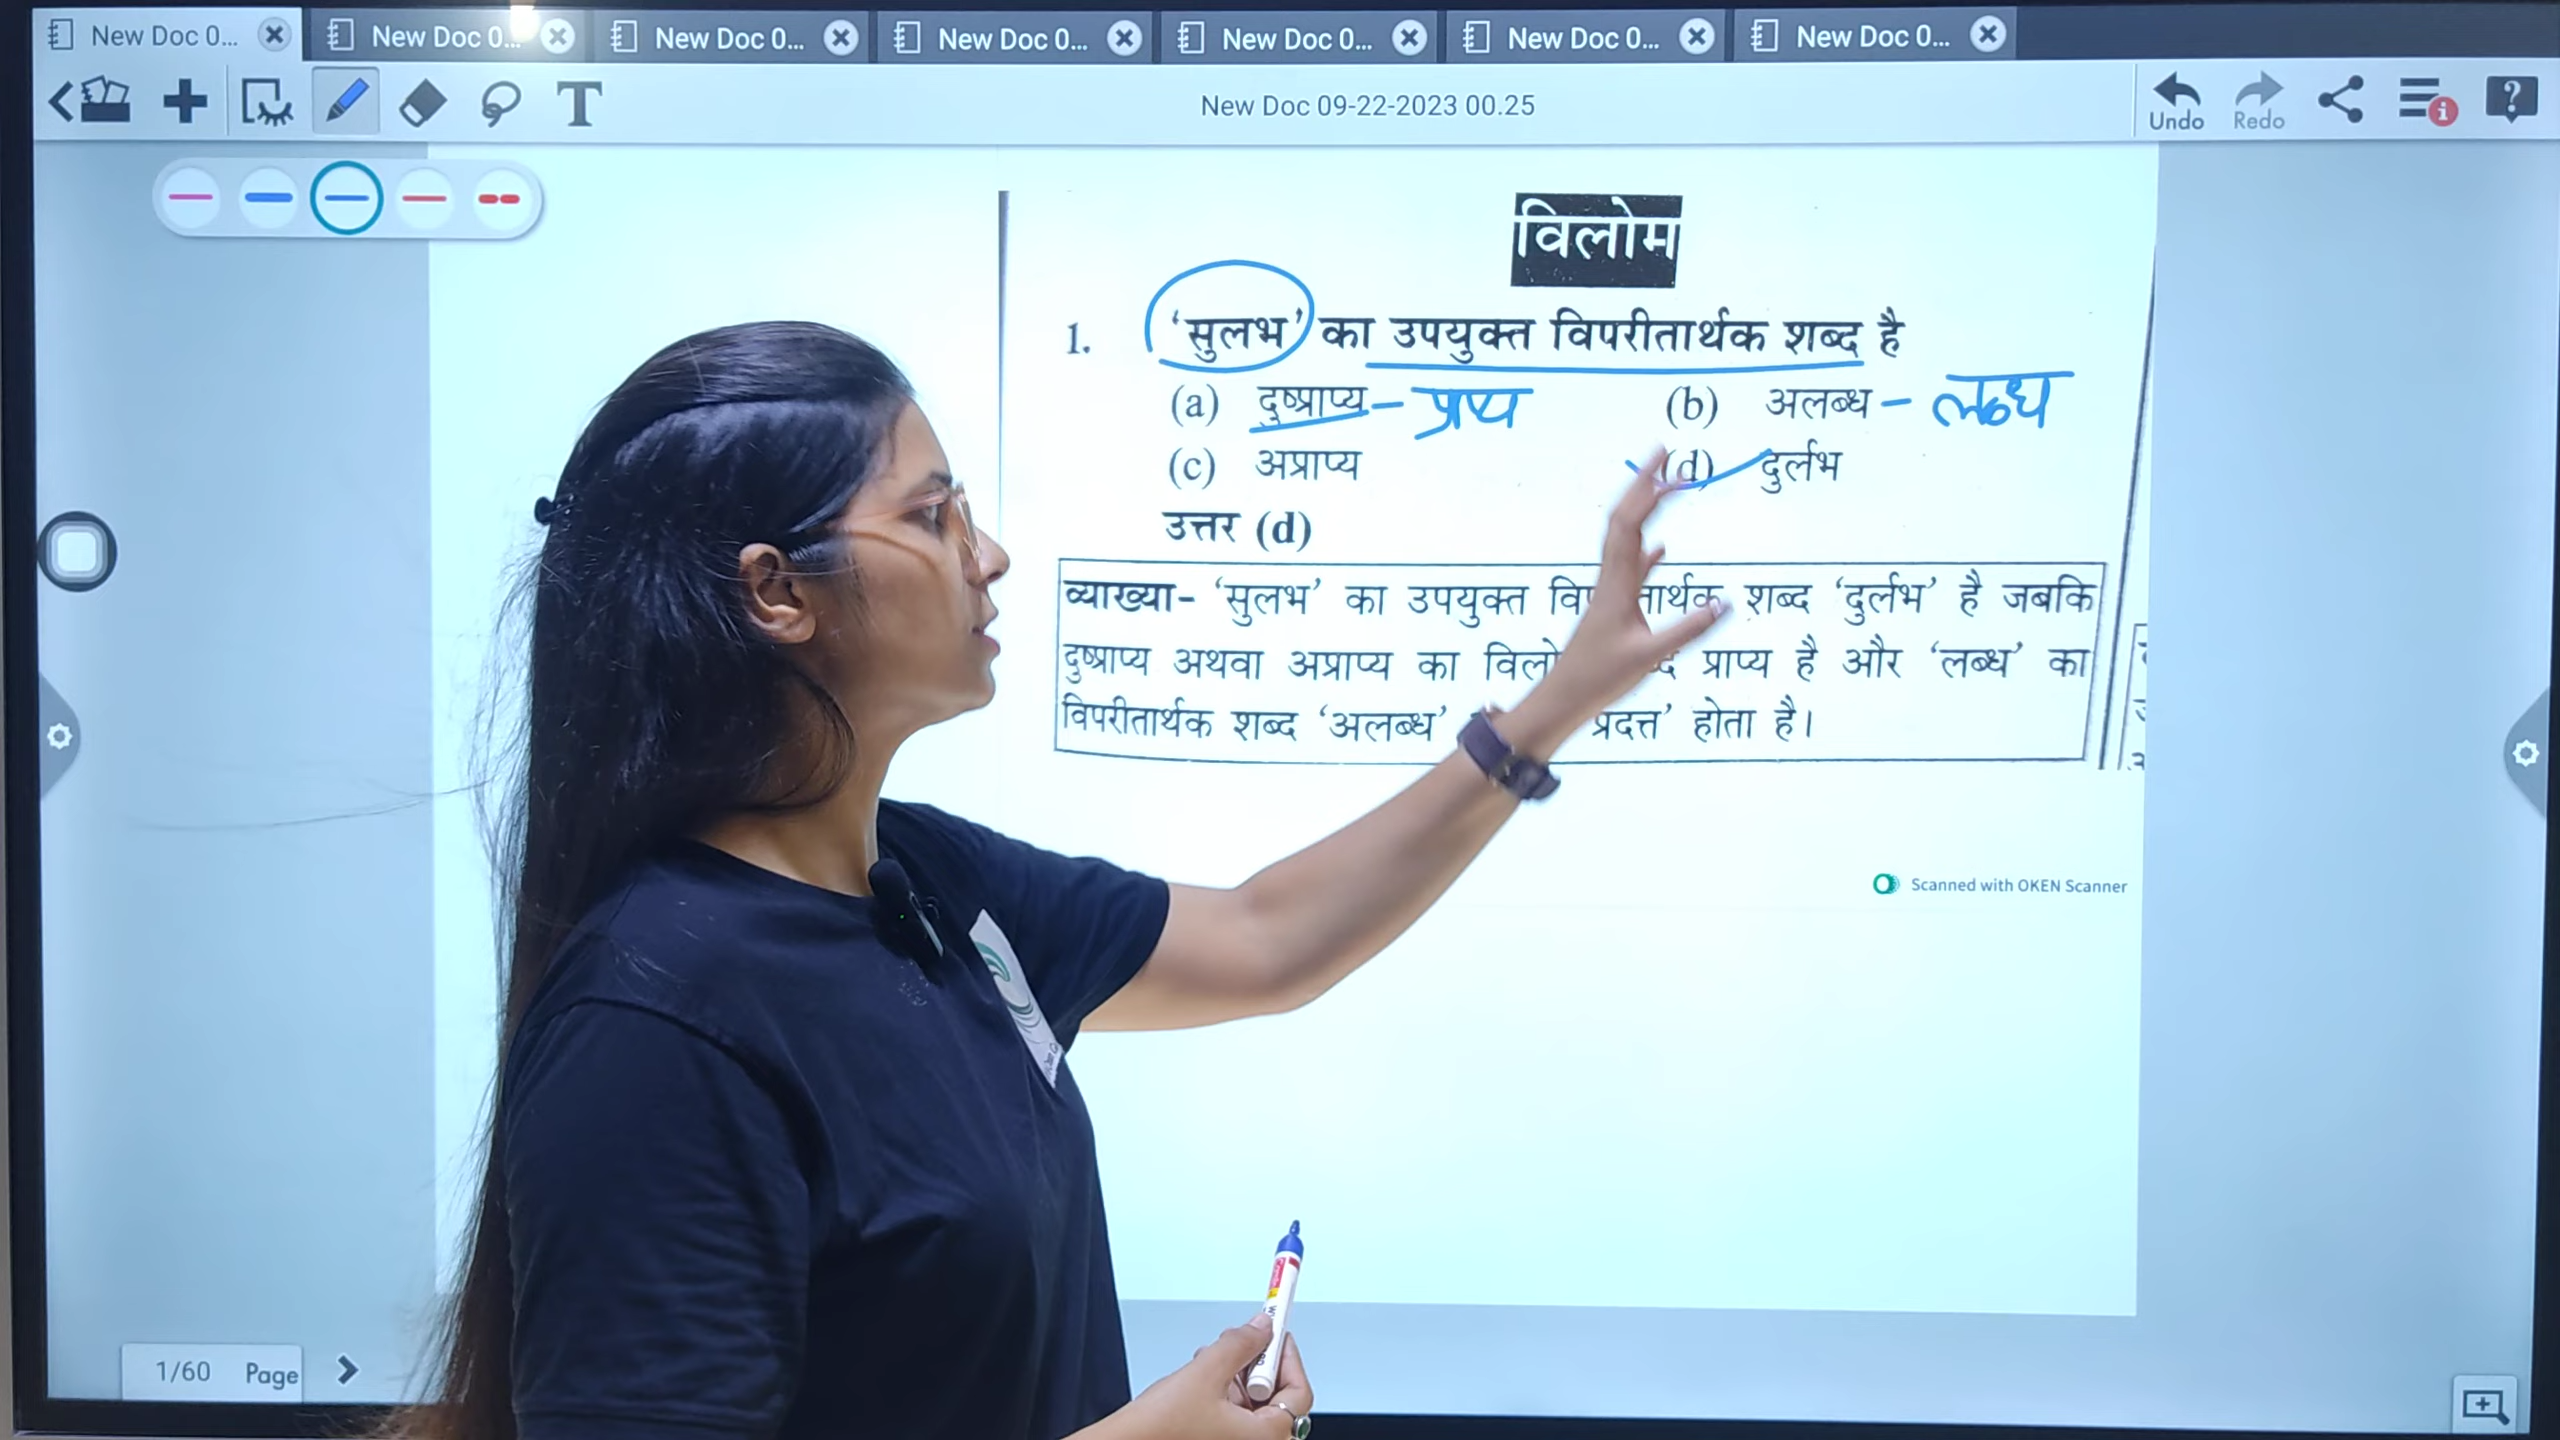 New Doc 0... New Doc 0... New Doc 0... New Doc 0... New Doc 0... New Doc 0... New Doc 0...
T New Doc 09-22-2023 00.25 Undo Redo
विलोम
1. ‘सुलभ’ का उपयुक्त विपरीतार्थक शब्द है
(a) दुष्प्राप्य – प्रप्य (b) अलब्ध – लब्ध
(c) अप्राप्य (d) दुर्लभ
उत्तर (d)
व्याख्या- ‘सुलभ’ का उपयुक्त शब्द ‘दुर्लभ’ है जबकि
दुष्प्राप्य अथवा अप्राप्य का प्राप्य है और ‘लब्ध’ का
विपरीतार्थक शब्द ‘अलब्ध’ प्रदत्त’ होता है।
Scanned with OKEN Scanner
1/60 Page